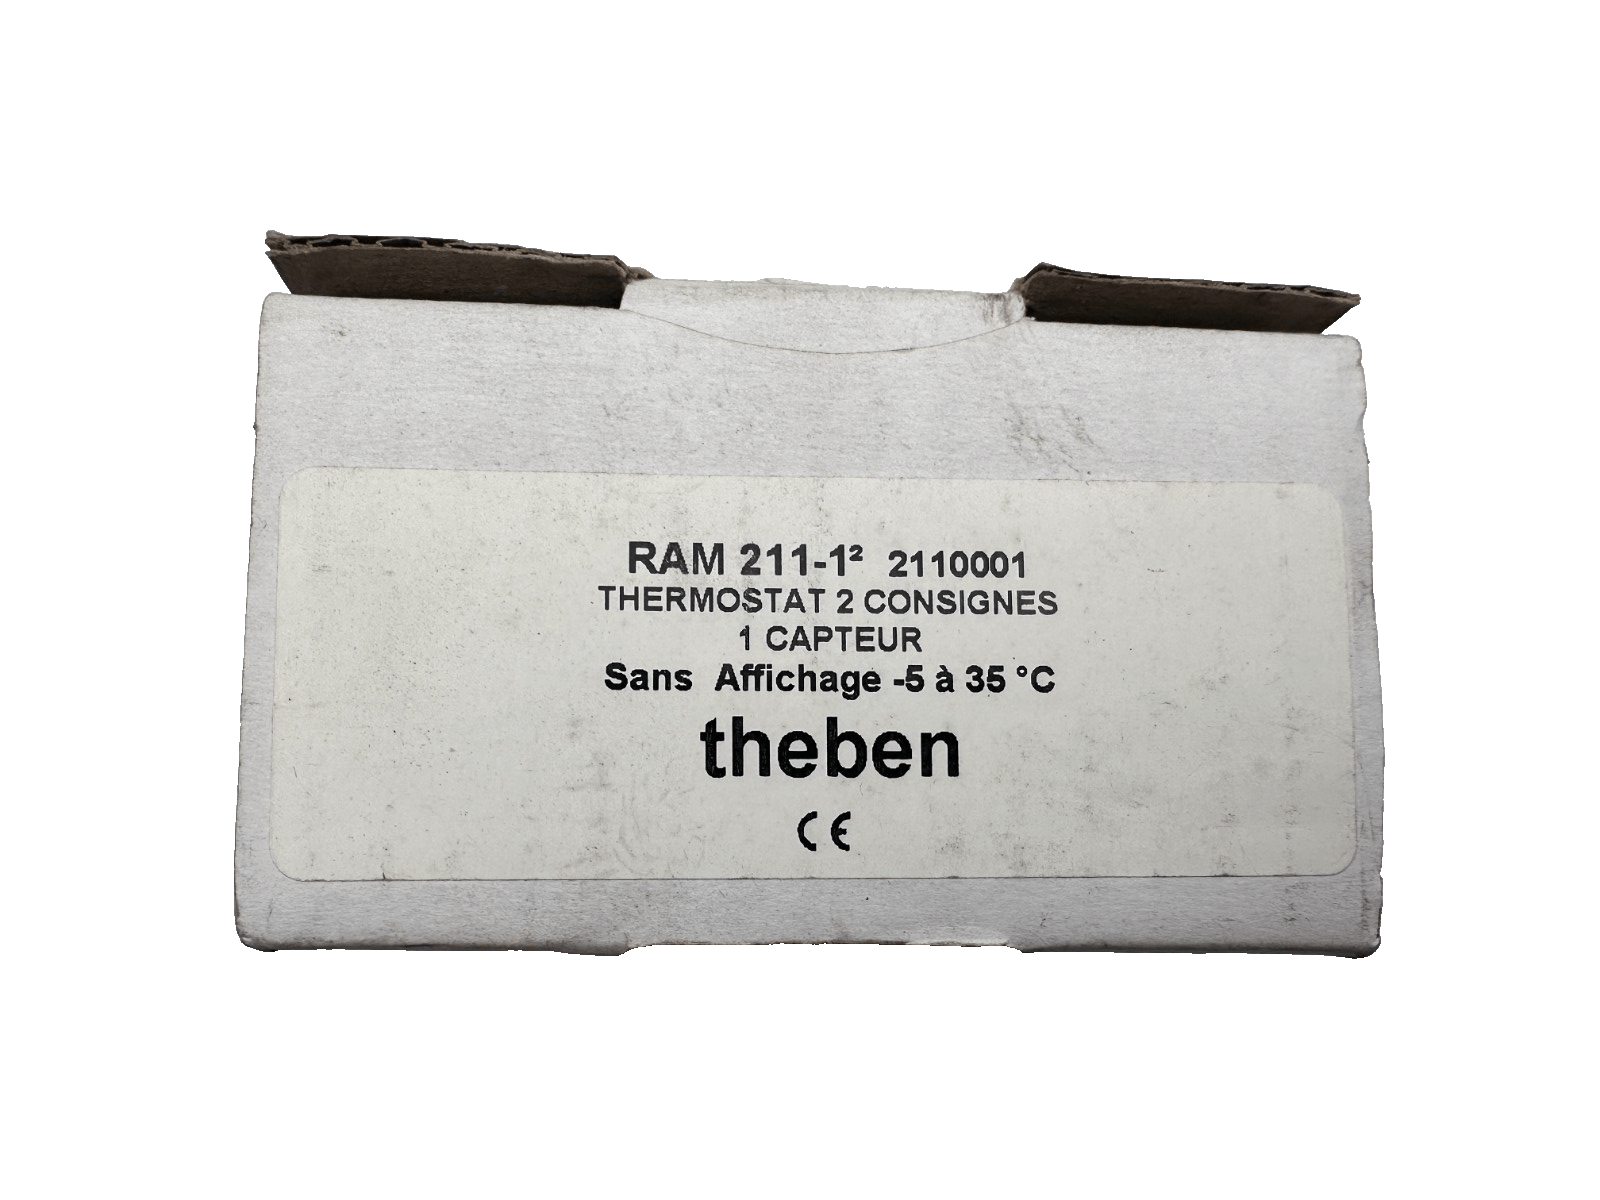 RAM 211-1² 2110001
THERMOSTAT 2 CONSIGNES
1 CAPTEUR
Sans Affichage -5 à 35 °C
theben
CE